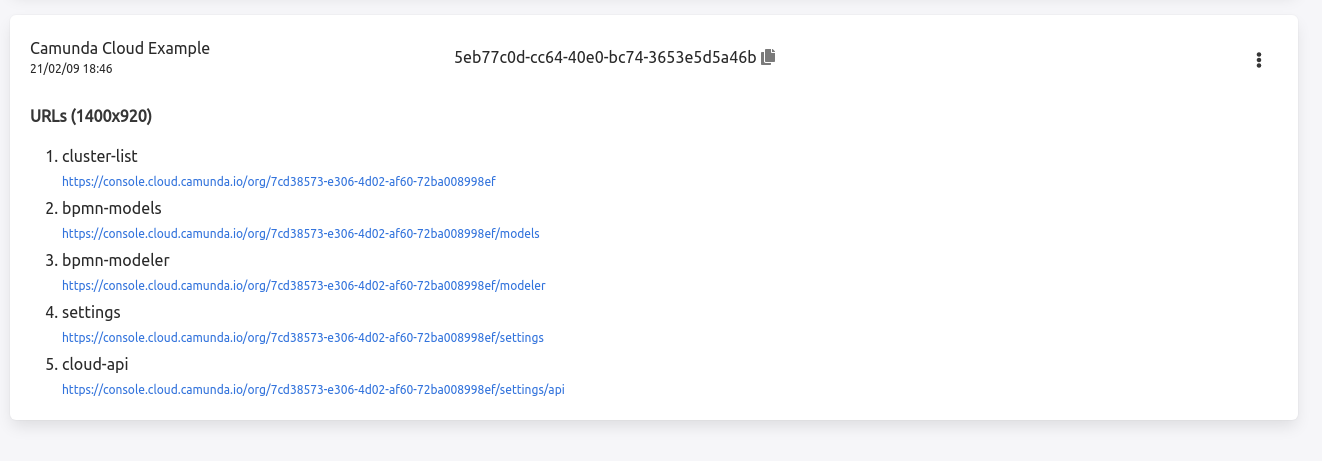 Camunda Cloud Example
21/02/09 18:46
5eb77c0d-cc64-40e0-bc74-3653e5d5a46b
URLs (1400x920)
1. cluster-list
https://console.cloud.camunda.io/org/7cd38573-e306-4d02-af60-72ba008998ef
2. bpmn-models
https://console.cloud.camunda.io/org/7cd38573-e306-4d02-af60-72ba008998ef/models
3. bpmn-modeler
https://console.cloud.camunda.io/org/7cd38573-e306-4d02-af60-72ba008998ef/modeler
4. settings
https://console.cloud.camunda.io/org/7cd38573-e306-4d02-af60-72ba008998ef/settings
5. cloud-api
https://console.cloud.camunda.io/org/7cd38573-e306-4d02-af60-72ba008998ef/settings/api